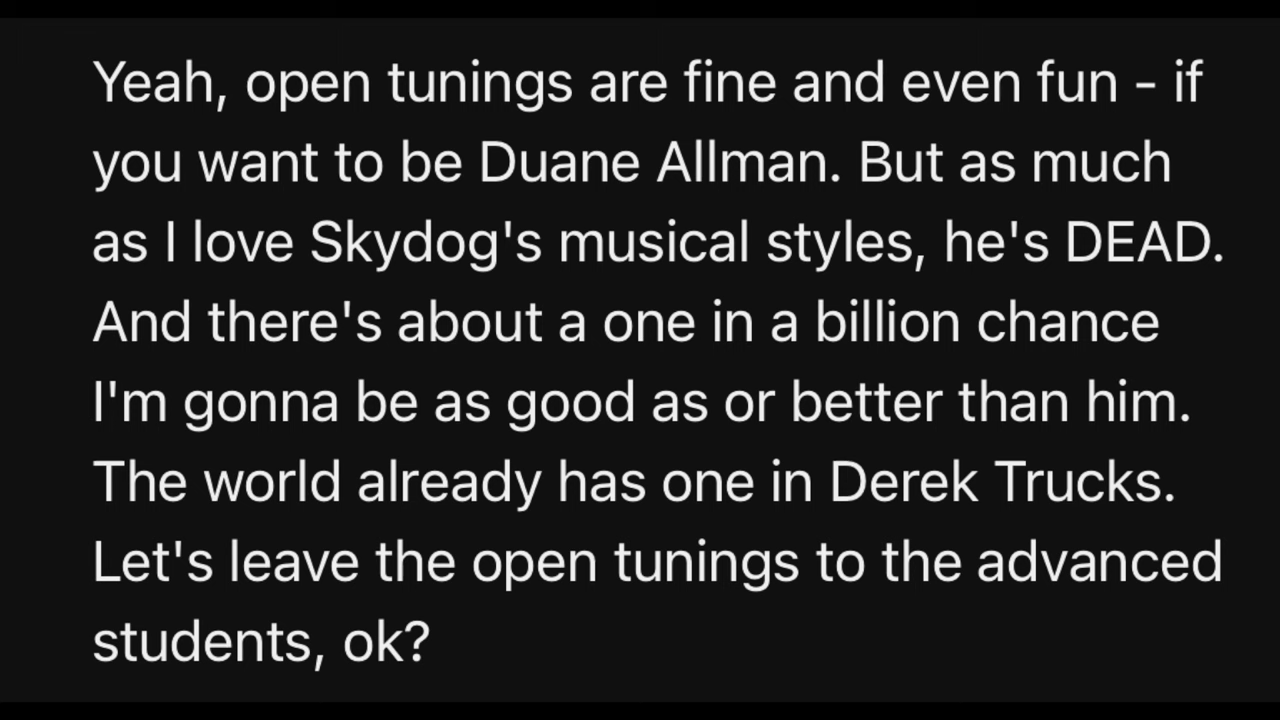 Yeah, open tunings are fine and even fun - if
you want to be Duane Allman. But as much
as I love Skydog's musical styles, he's DEAD.
And there's about a one in a billion chance
I'm gonna be as good as or better than him.
The world already has one in Derek Trucks.
Let's leave the open tunings to the advanced
students, ok?